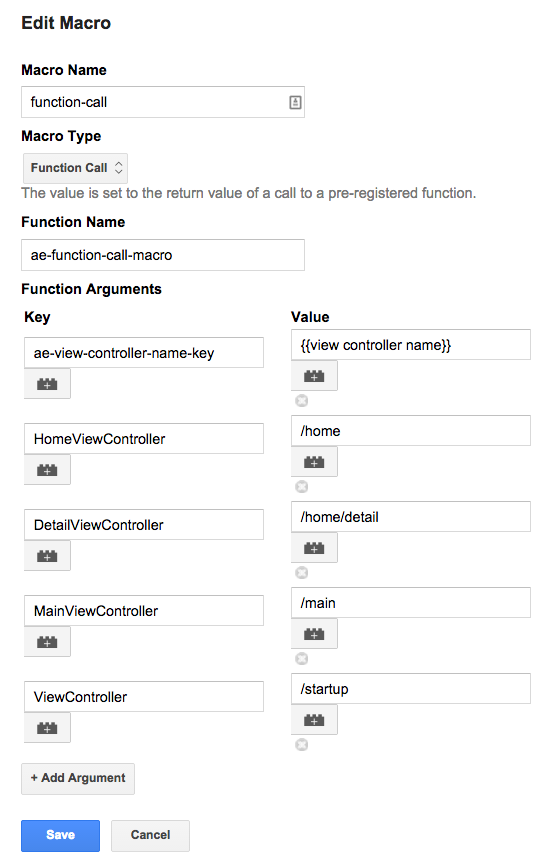 Edit Macro
Macro Name
function-call
Macro Type
Function Call
The value is set to the return value of a call to a pre-registered function.
Function Name
ae-function-call-macro
Function Arguments
Key Value
ae-view-controller-name-key {{view controller name}}
HomeViewController /home
DetailViewController /home/detail
MainViewController /main
ViewController /startup
+ Add Argument
Save Cancel